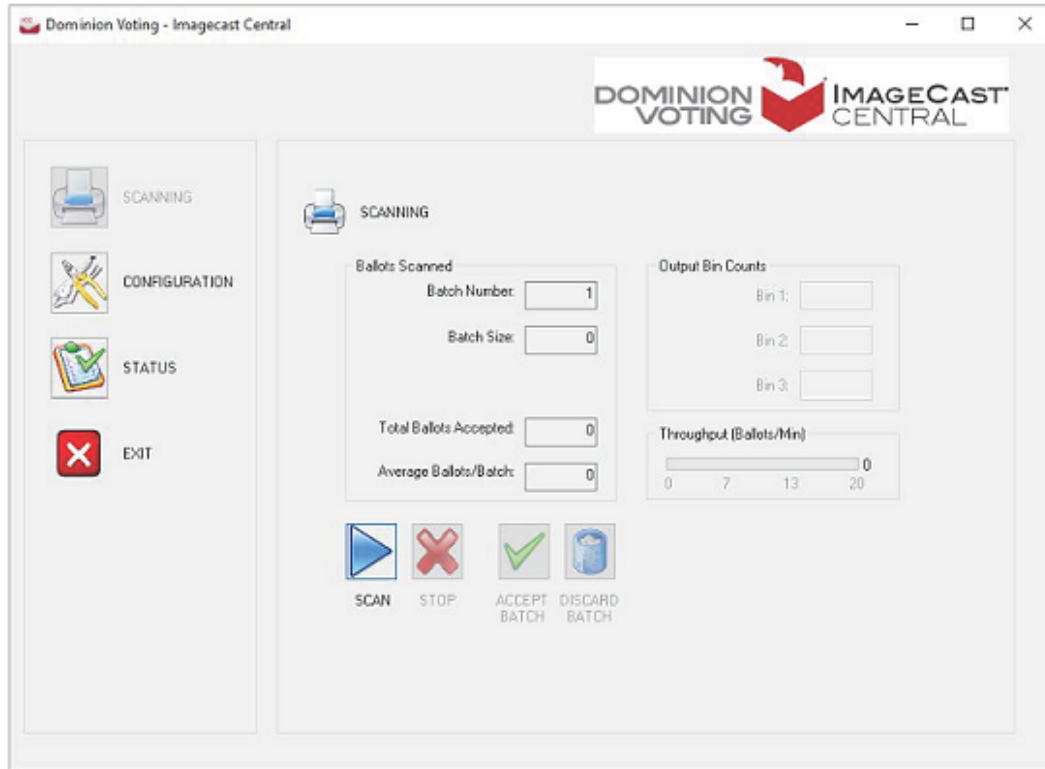 Dominion Voting - Imagecast Central
DOMINION VOTING
IMAGECAST CENTRAL
SCANNING
CONFIGURATION
STATUS
EXIT
SCANNING
Ballots Scanned
Batch Number: 1
Batch Size: 0
Total Ballots Accepted: 0
Average Ballots/Batch: 0
Output Bin Counts
Bin 1:
Bin 2:
Bin 3:
Throughput (Ballots/Min)
0
0 7 13 20
SCAN
STOP
ACCEPT
BATCH
DISCARD
BATCH